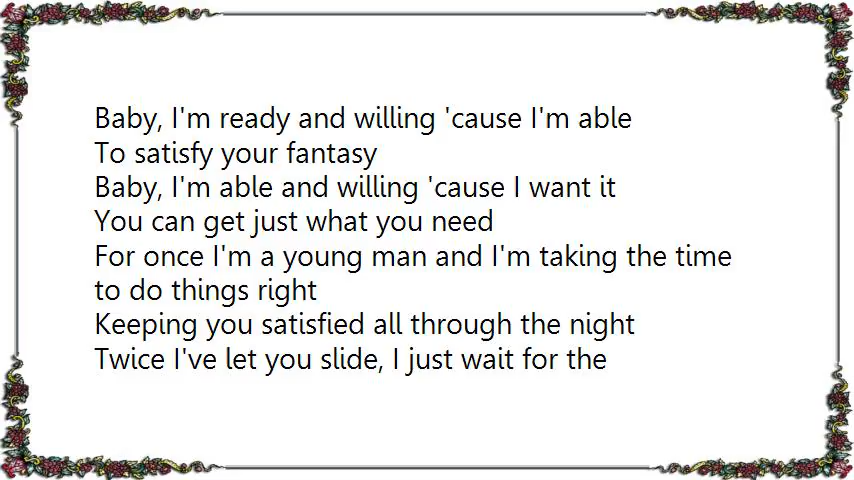 Baby, I'm ready and willing 'cause I'm able
To satisfy your fantasy
Baby, I'm able and willing 'cause I want it
You can get just what you need
For once I'm a young man and I'm taking the time
to do things right
Keeping you satisfied all through the night
Twice I've let you slide, I just wait for the